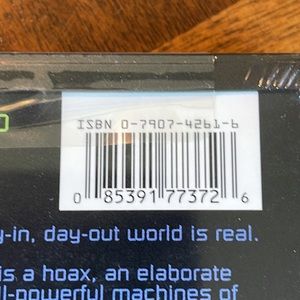 ISBN 0-7907-4261-6
0 85391 77372 6
y-in, day-out world is real.
is a hoax, an elaborate
l-powerful machines of